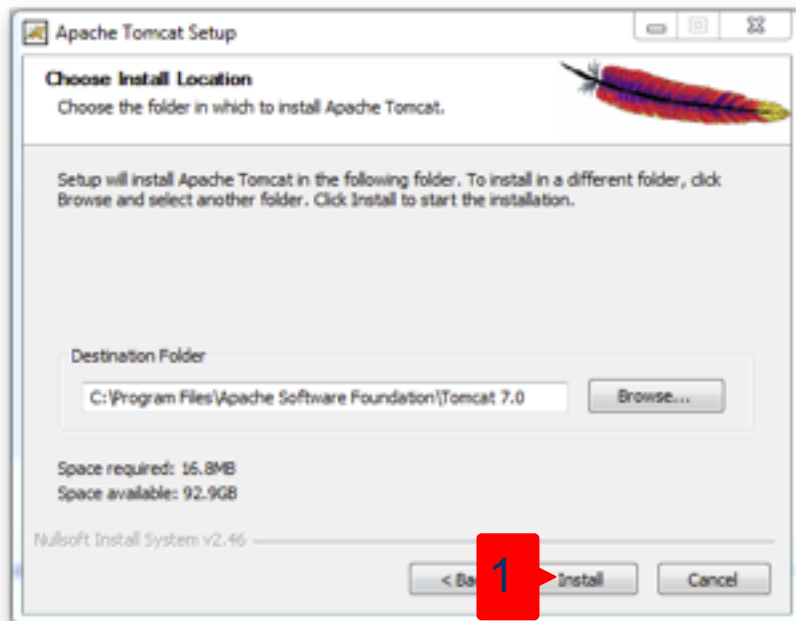 Apache Tomcat Setup
Choose Install Location
Choose the folder in which to install Apache Tomcat.
Setup will install Apache Tomcat in the following folder. To install in a different folder, click
Browse and select another folder. Click Install to start the installation.
Destination Folder
C:\Program Files\Apache Software Foundation\Tomcat 7.0
Browse...
Space required: 16.8MB
Space available: 92.9GB
Nullsoft Install System v2.46
< Ba
1
Install
Cancel